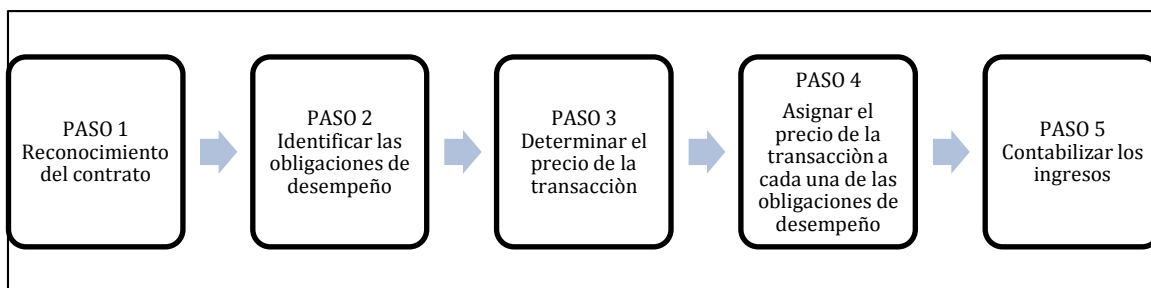 PASO 1
Reconocimiento
del contrato
PASO 2
Identificar las
obligaciones de
desempeño
PASO 3
Determinar el
precio de la
transacciòn
PASO 4
Asignar el
precio de la
transacciòn a
cada una de las
obligaciones de
desempeño
PASO 5
Contabilizar los
ingresos